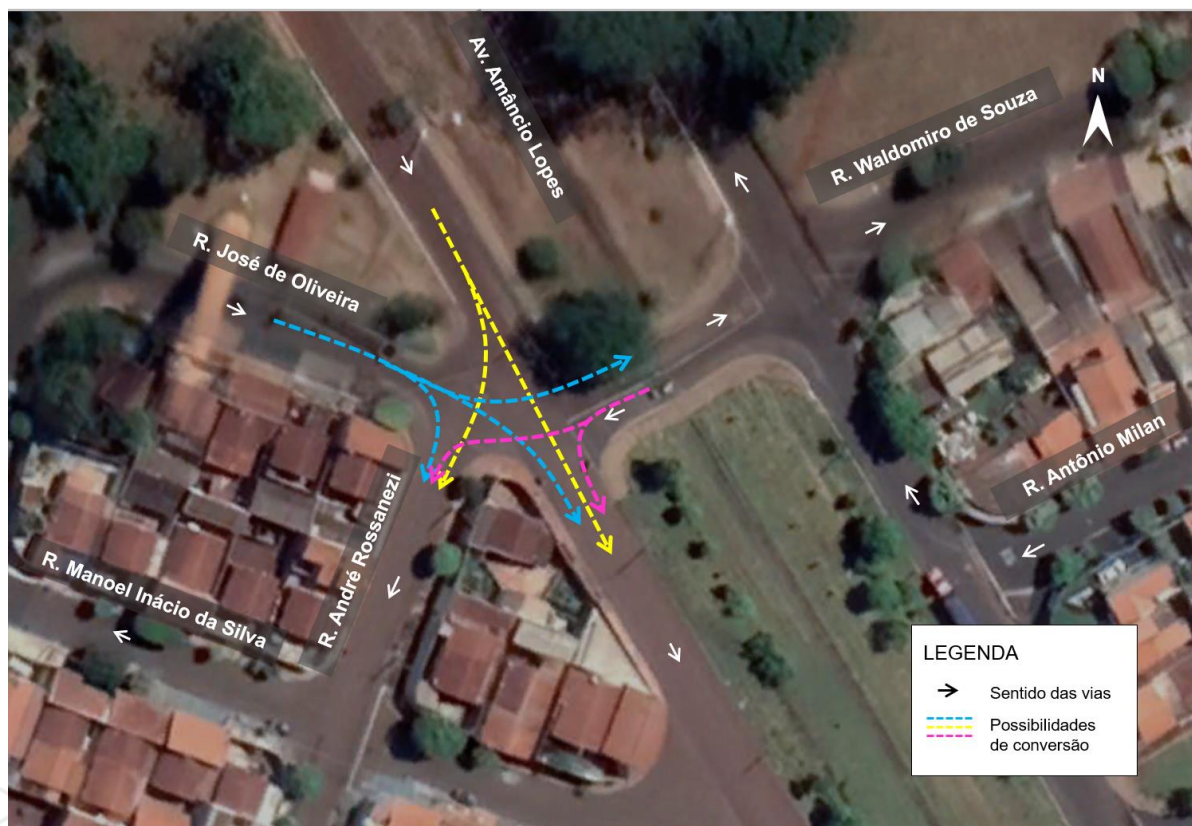 Av. Amâncio Lopes
N
R. Waldomiro de Souza
R. José de Oliveira
R. Antônio Milan
R. André Rossanezi
R. Manoel Inácio da Silva
LEGENDA
Sentido das vias
Possibilidades
de conversão